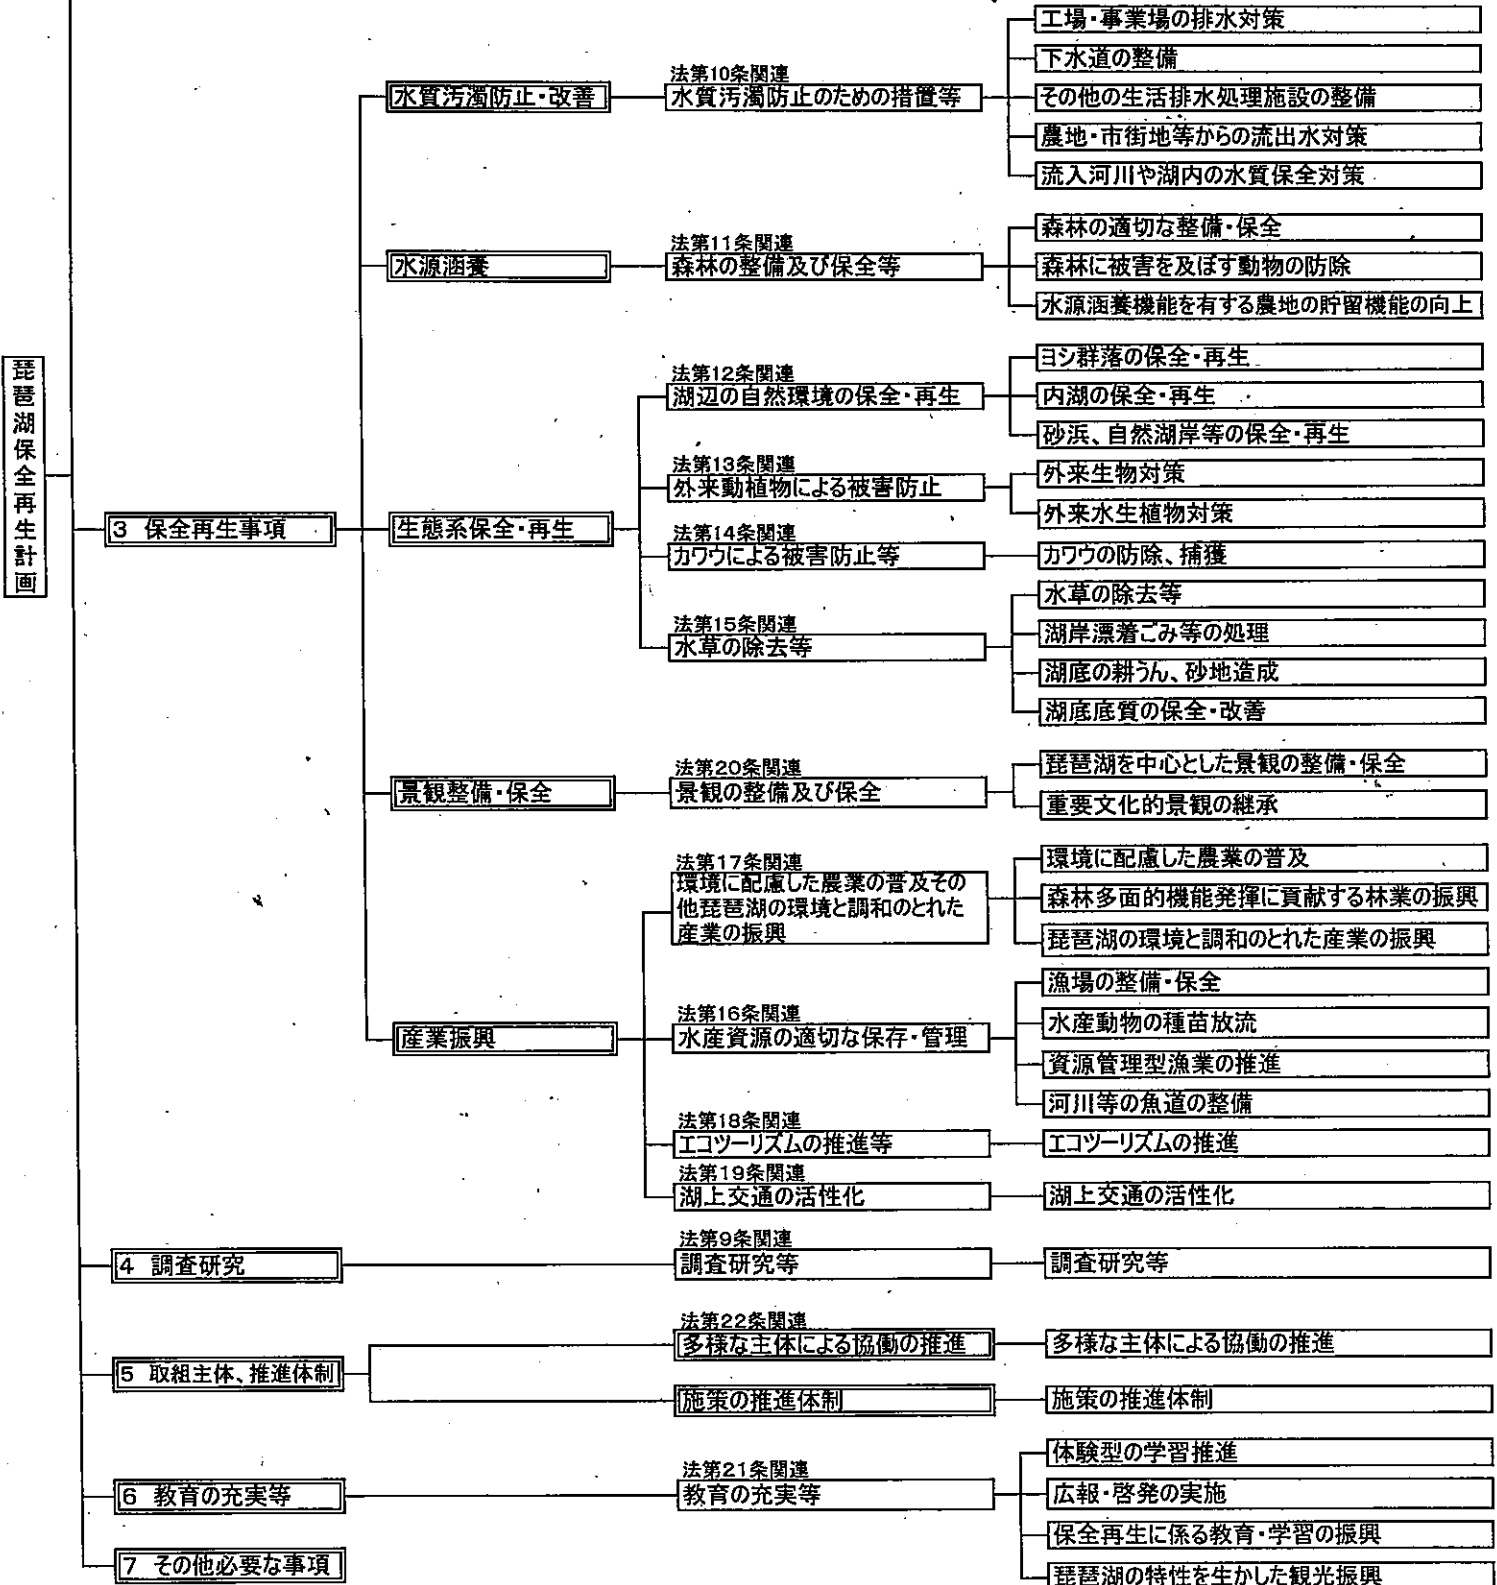 琵琶湖保全再生計画
3 保全再生事項
水質汚濁防止・改善
法第10条関連
水質汚濁防止のための措置等
工場・事業場の排水対策
下水道の整備
その他の生活排水処理施設の整備
農地・市街地等からの流出水対策
流入河川や湖内の水質保全対策
水源涵養
法第11条関連
森林の整備及び保全等
森林の適切な整備・保全
森林に被害を及ぼす動物の防除
水源涵養機能を有する農地の貯留機能の向上
生態系保全・再生
法第12条関連
湖辺の自然環境の保全・再生
ヨシ群落の保全・再生
内湖の保全・再生
砂浜、自然湖岸等の保全・再生
法第13条関連
外来動植物による被害防止
外来生物対策
外来水生植物対策
法第14条関連
カワウによる被害防止等
カワウの防除、捕獲
法第15条関連
水草の除去等
水草の除去等
湖岸漂着ごみ等の処理
湖底の耕うん、砂地造成
湖底底質の保全・改善
景観整備・保全
法第20条関連
景観の整備及び保全
琵琶湖を中心とした景観の整備・保全
重要文化的景観の継承
産業振興
法第17条関連
環境に配慮した農業の普及その
他琵琶湖の環境と調和のとれた
産業の振興
環境に配慮した農業の普及
森林多面的機能発揮に貢献する林業の振興
琵琶湖の環境と調和のとれた産業の振興
法第16条関連
水産資源の適切な保存・管理
漁場の整備・保全
水産動物の種苗放流
資源管理型漁業の推進
河川等の魚道の整備
法第18条関連
エコツーリズムの推進等
エコツーリズムの推進
法第19条関連
湖上交通の活性化
湖上交通の活性化
4 調査研究
法第9条関連
調査研究等
調査研究等
5 取組主体、推進体制
法第22条関連
多様な主体による協働の推進
多様な主体による協働の推進
施策の推進体制
施策の推進体制
6 教育の充実等
法第21条関連
教育の充実等
体験型の学習推進
広報・啓発の実施
保全再生に係る教育・学習の振興
琵琶湖の特性を生かした観光振興
7 その他必要な事項